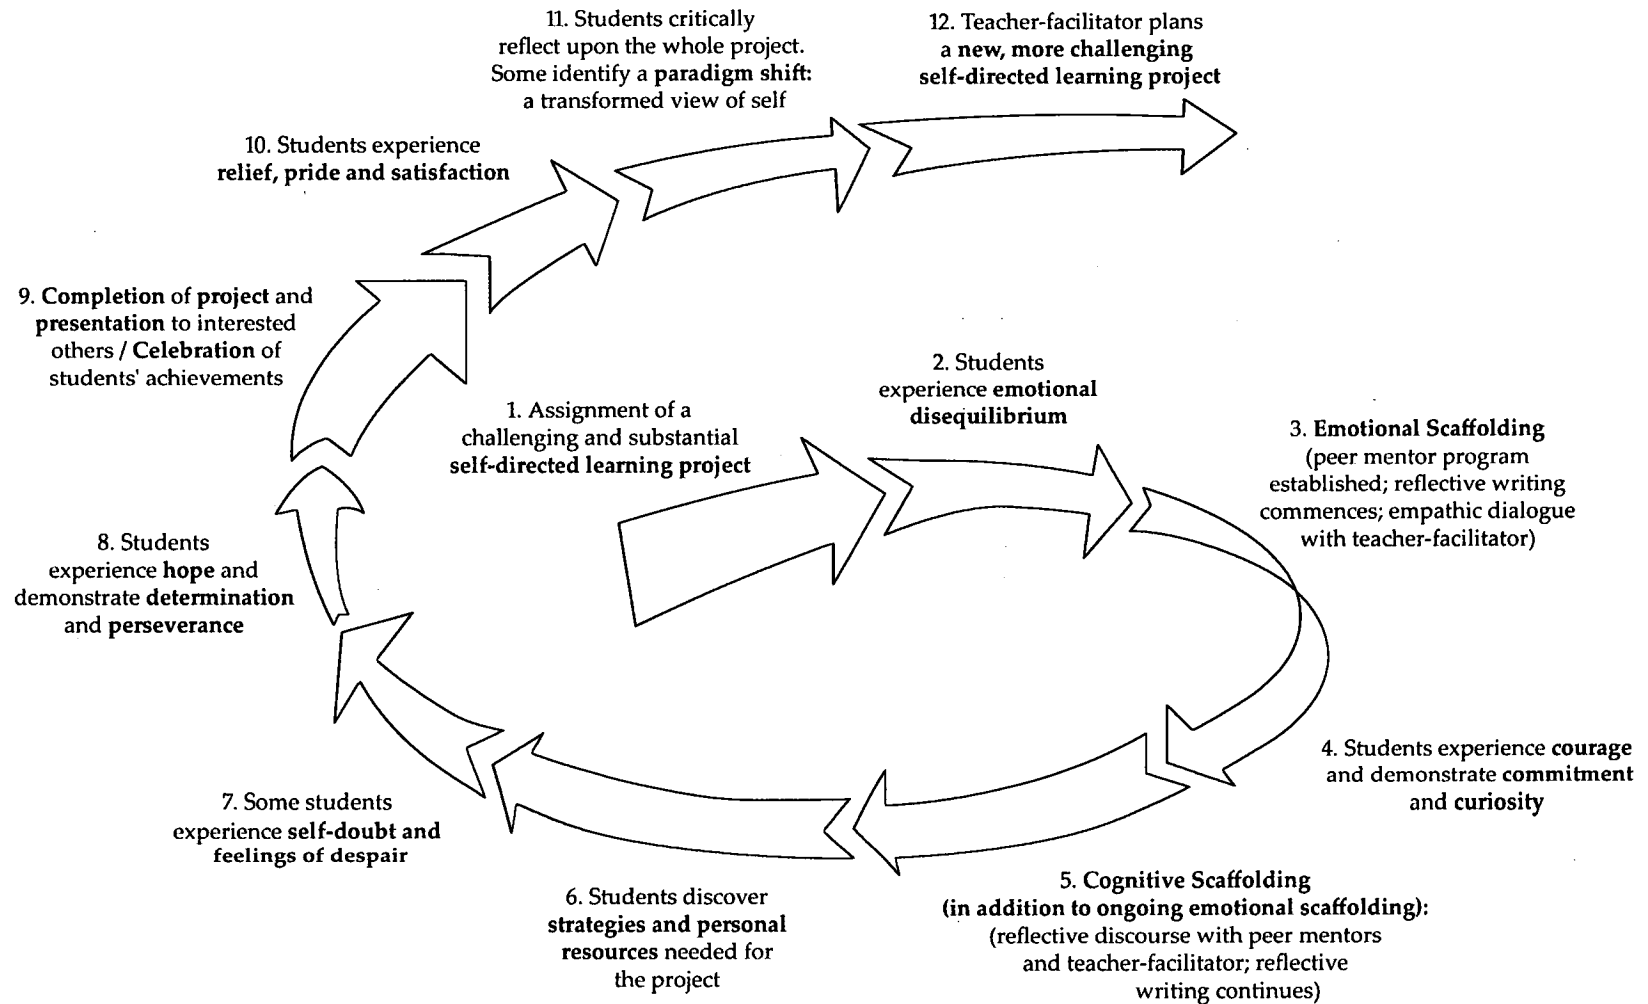 11. Students critically
reflect upon the whole project.
Some identify a paradigm shift:
a transformed view of self
12. Teacher-facilitator plans
a new, more challenging
self-directed learning project
10. Students experience
relief, pride and satisfaction
9. Completion of project and
presentation to interested
others / Celebration of
students' achievements
1. Assignment of a
challenging and substantial
self-directed learning project
2. Students
experience emotional
disequilibrium
3. Emotional Scaffolding
(peer mentor program
established; reflective writing
commences; empathic dialogue
with teacher-facilitator)
8. Students
experience hope and
demonstrate determination
and perseverance
4. Students experience courage
and demonstrate commitment
and curiosity
7. Some students
experience self-doubt and
feelings of despair
6. Students discover
strategies and personal
resources needed for
the project
5. Cognitive Scaffolding
(in addition to ongoing emotional scaffolding):
(reflective discourse with peer mentors
and teacher-facilitator; reflective
writing continues)